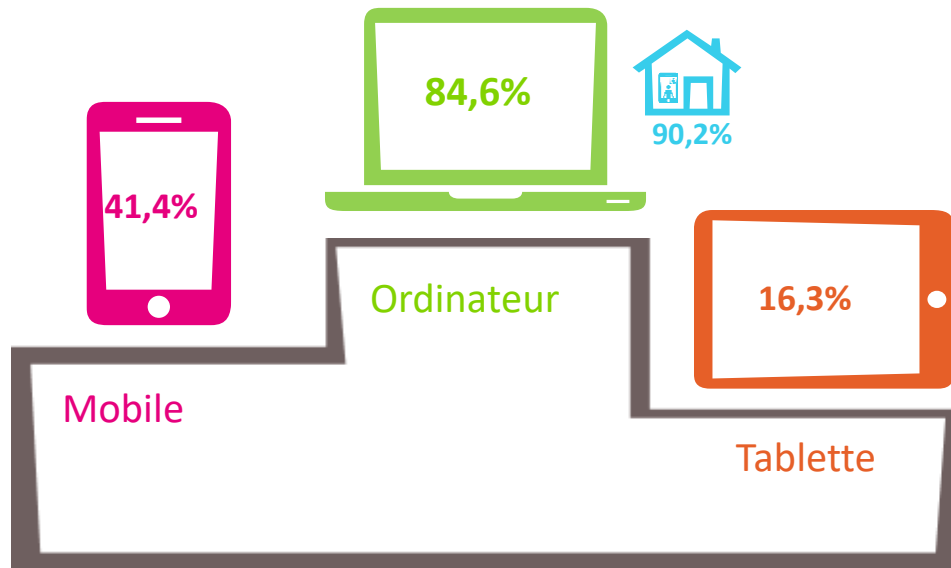 84,6%
90,2%
41,4%
16,3%
Ordinateur
Mobile
Tablette